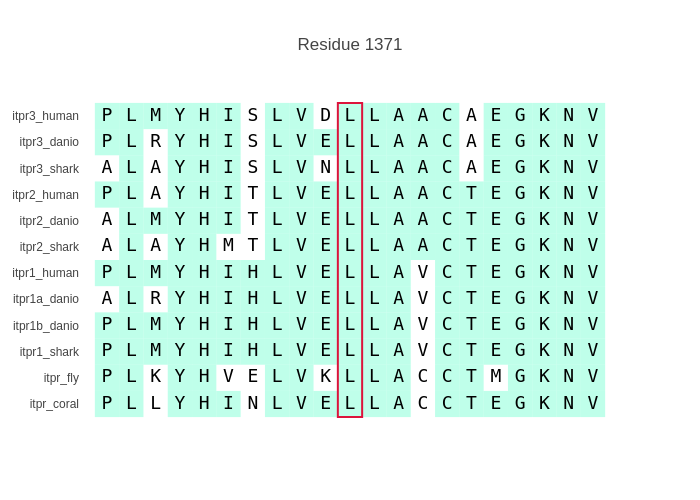 Residue 1371
itpr3_human P L M Y H I S L V D L L A A C A E G K N V
itpr3_danio P L R Y H I S L V E L L A A C A E G K N V
itpr3_shark A L A Y H I S L V N L L A A C A E G K N V
itpr2_human P L A Y H I T L V E L L A A C T E G K N V
itpr2_danio A L M Y H I T L V E L L A A C T E G K N V
itpr2_shark A L A Y H M T L V E L L A A C T E G K N V
itpr1_human P L M Y H I H L V E L L A V C T E G K N V
itpr1a_danio A L R Y H I H L V E L L A V C T E G K N V
itpr1b_danio P L M Y H I H L V E L L A V C T E G K N V
itpr1_shark P L M Y H I H L V E L L A V C T E G K N V
itpr_fly P L K Y H V E L V K L L A C C T M G K N V
itpr_coral P L L Y H I N L V E L L A C C T E G K N V